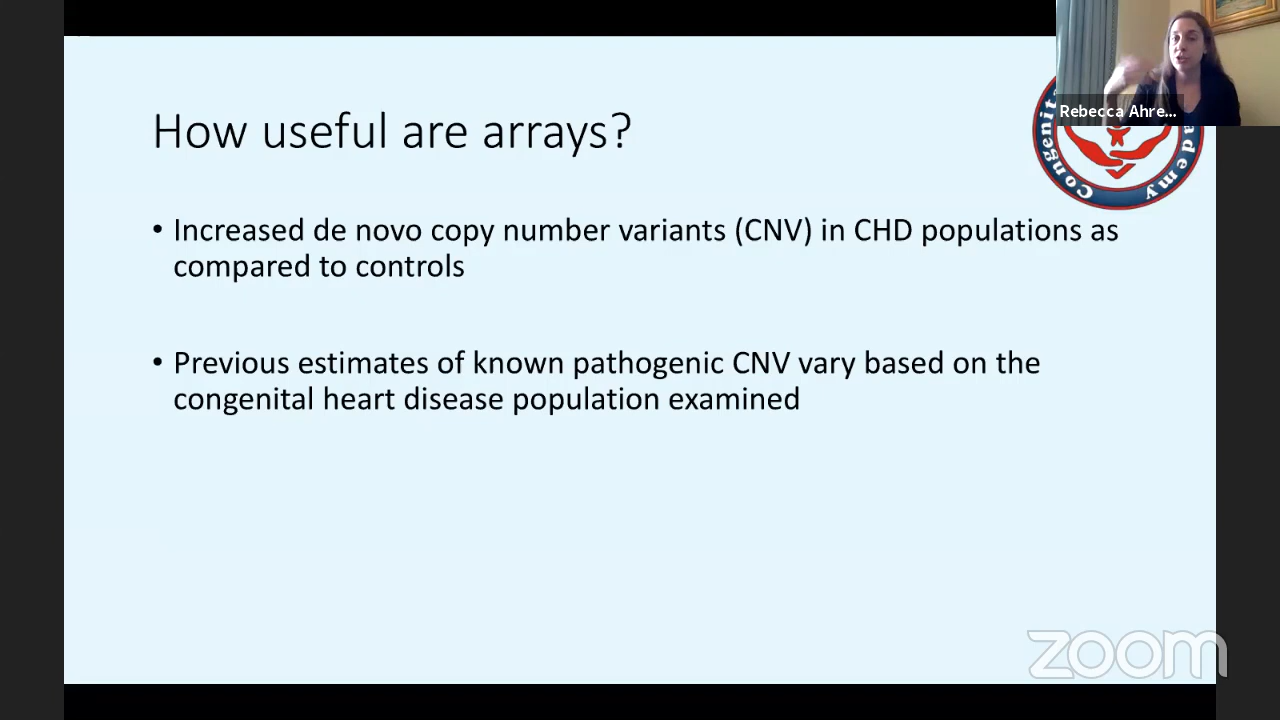 How useful are arrays?
• Increased de novo copy number variants (CNV) in CHD populations as
compared to controls
• Previous estimates of known pathogenic CNV vary based on the
congenital heart disease population examined
Rebecca Ahre...
zoom